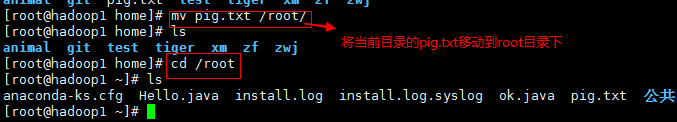 animal  git  pig.txt  test  tiger  xm  zf  zwj
[root@hadoop1 home]# mv pig.txt /root/
[root@hadoop1 home]# ls
animal  git  test  tiger  xm  zf  zwj
将当前目录的pig.txt移动到root目录下
[root@hadoop1 home]# cd /root
[root@hadoop1 ~]# ls
anaconda-ks.cfg  Hello.java  install.log  install.log.syslog  ok.java  pig.txt  公共
[root@hadoop1 ~]#